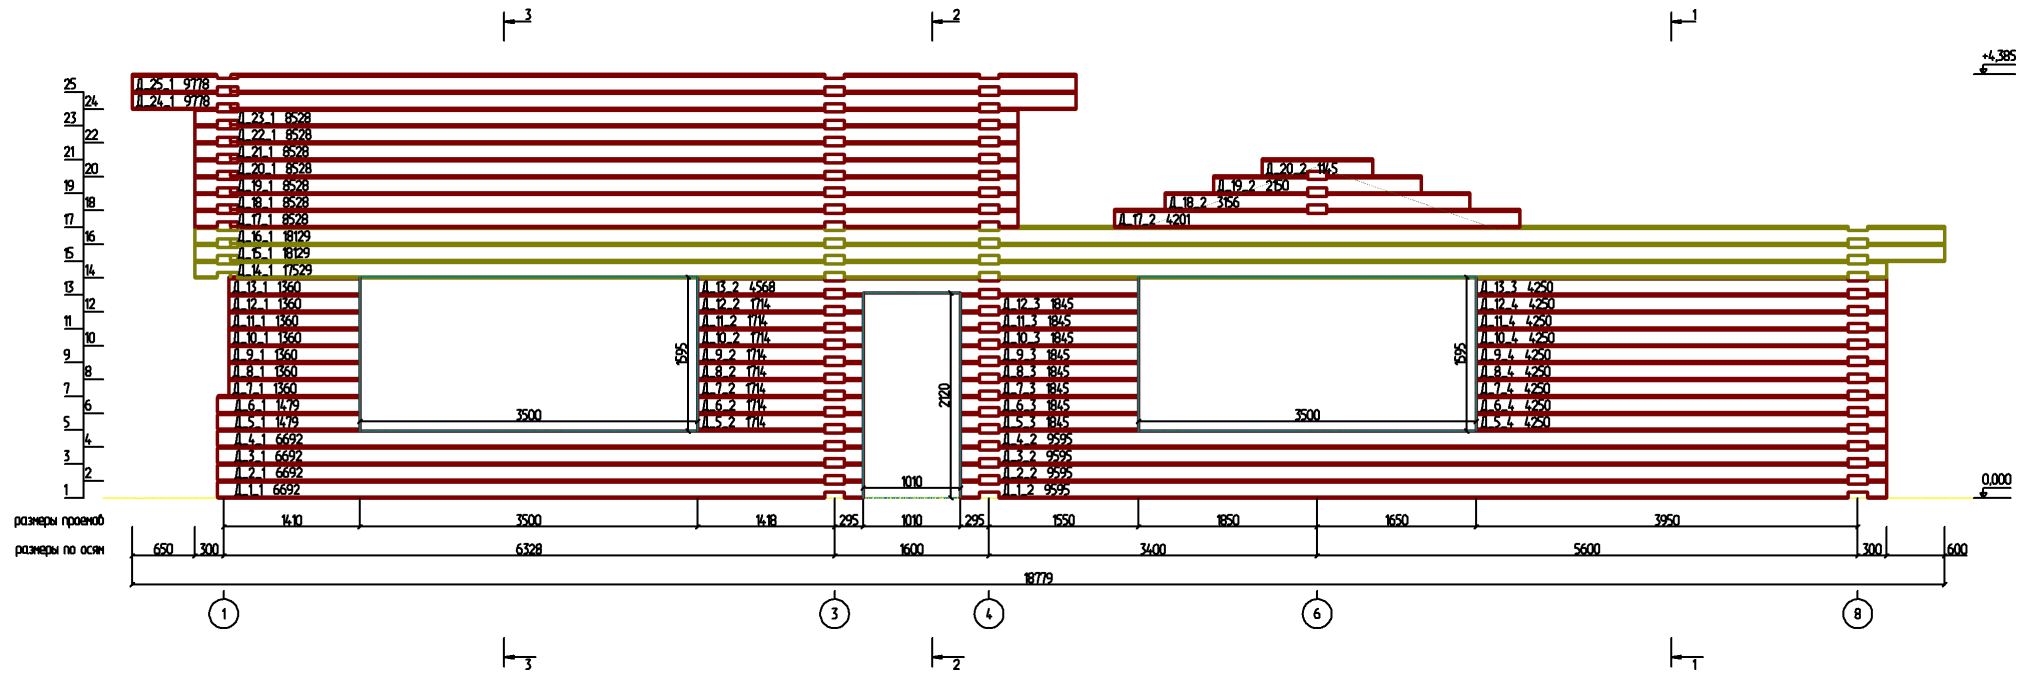 3 2 1
+4,385
25 Д_25_1 9778
24 Д_24_1 9778
23 Д_23_1 8528
22 Д_22_1 8528
21 Д_21_1 8528
20 Д_20_1 8528 Д_20_2 1145
19 Д_19_1 8528 Д_19_2 2150
18 Д_18_1 8528 Д_18_2 3156
17 Д_17_1 8528 Д_17_2 4201
16 Д_16_1 18129
15 Д_15_1 18129
14 Д_14_1 17529
13 Д_13_1 1360 Д_13_2 4568 Д_13_3 4250
12 Д_12_1 1360 Д_12_2 1714 Д_12_3 1845 Д_12_4 4250
11 Д_11_1 1360 Д_11_2 1714 Д_11_3 1845 Д_11_4 4250
10 Д_10_1 1360 Д_10_2 1714 Д_10_3 1845 Д_10_4 4250
9 Д_9_1 1360 Д_9_2 1714 Д_9_3 1845 Д_9_4 4250
8 Д_8_1 1360 Д_8_2 1714 Д_8_3 1845 Д_8_4 4250
7 Д_7_1 1360 Д_7_2 1714 Д_7_3 1845 Д_7_4 4250
6 Д_6_1 1479 Д_6_2 1714 Д_6_3 1845 Д_6_4 4250
5 Д_5_1 1479 Д_5_2 1714 Д_5_3 1845 Д_5_4 4250
4 Д_4_1 6692 Д_4_2 9595
3 Д_3_1 6692 Д_3_2 9595
2 Д_2_1 6692 Д_2_2 9595
1 Д_1_1 6692 Д_1_2 9595
1595 1595
2120
3500 3500
1010
0,000
размеры проемов 1410 3500 1418 295 1010 295 1550 1850 1650 3950
размеры по осям 650 300 6328 1600 3400 5600 300 600
18779
1 3 4 6 8
3 2 1